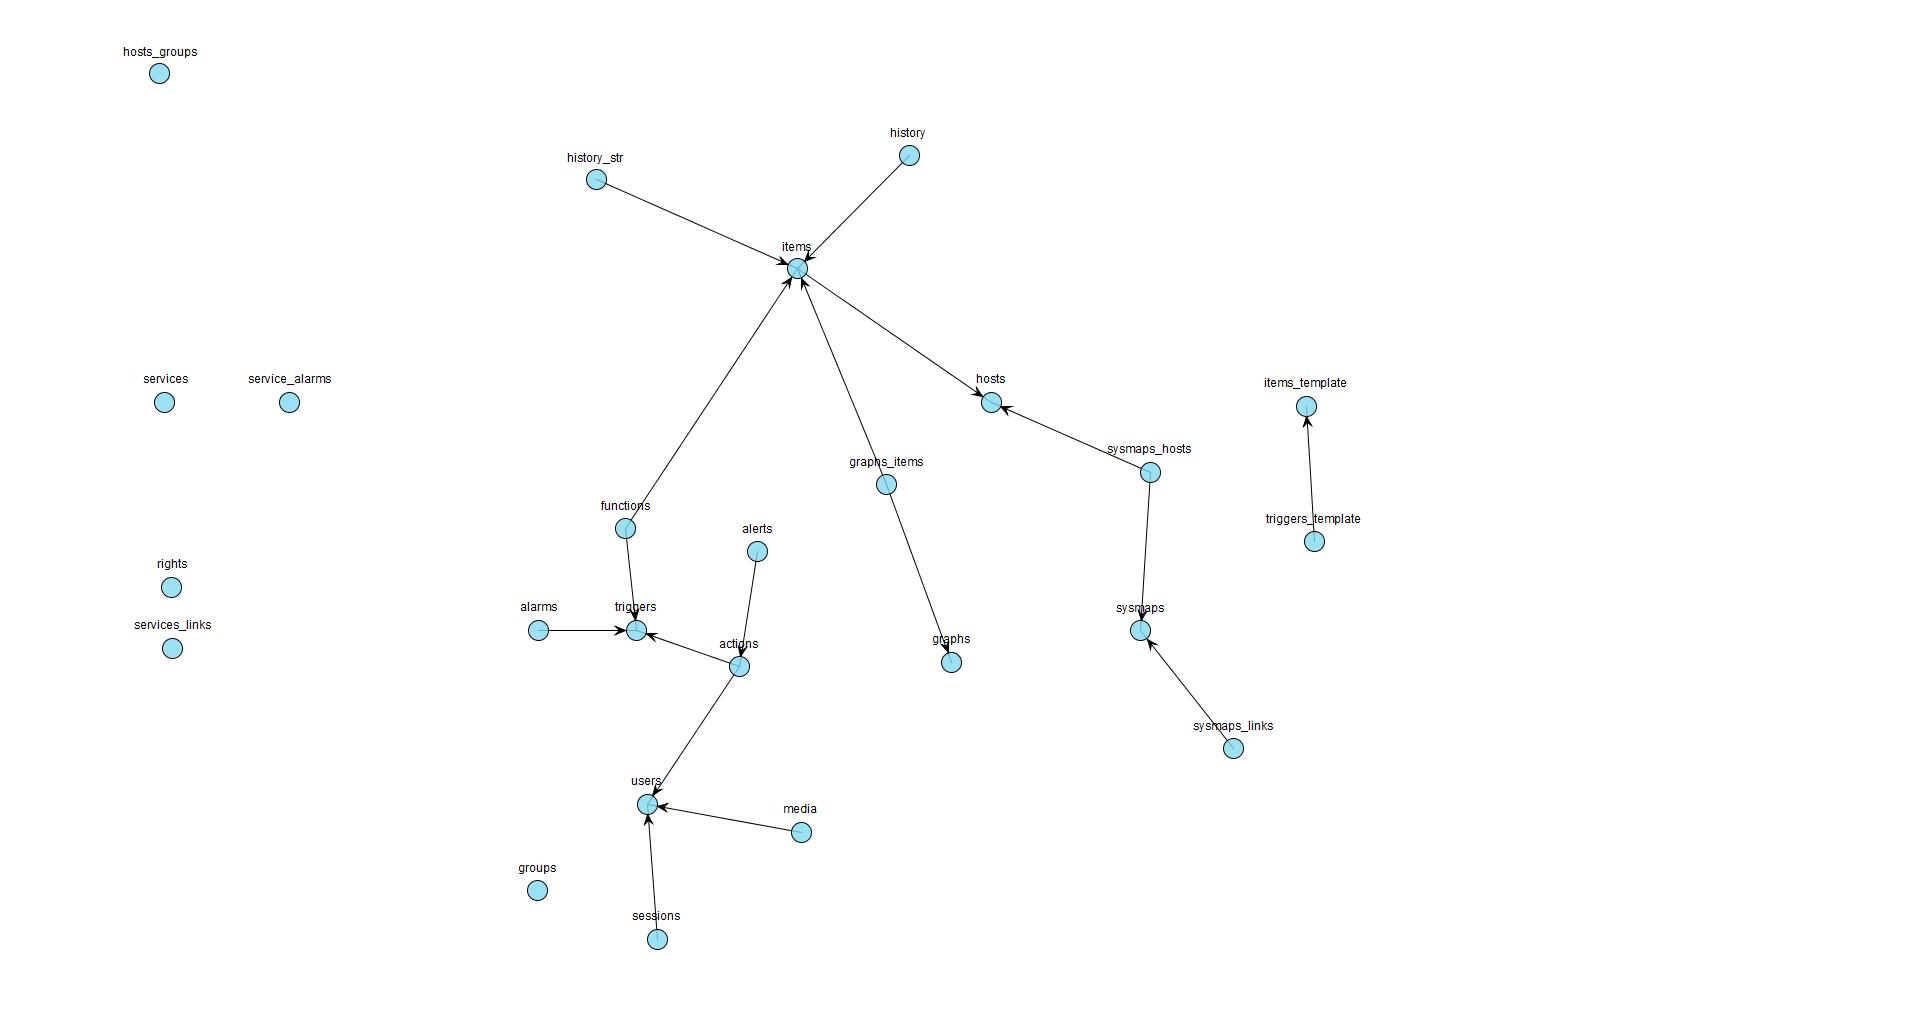 hosts_groups
history
history_str
items
services
service_alarms
hosts
items_template
sysmaps_hosts
graphs_items
functions
triggers_template
alerts
rights
alarms
triggers
sysmaps
services_links
graphs
actions
sysmaps_links
users
media
groups
sessions